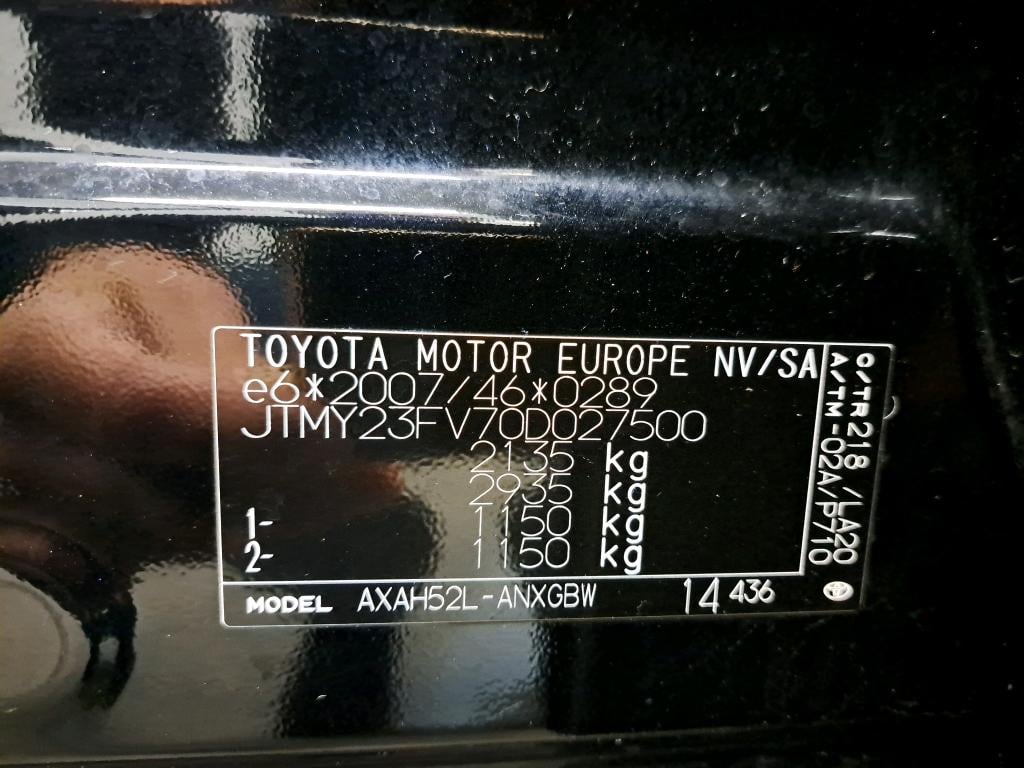 TOYOTA MOTOR EUROPE NV/SA
e6*2007/46*0289
JTMY23FV70D027500
2135 kg
2935 kg
1- 1150 kg
2- 1150 kg
C/TR218 /LA20
A/TM-02A/P710
MODEL AXAH52L-ANXGBW 14 436